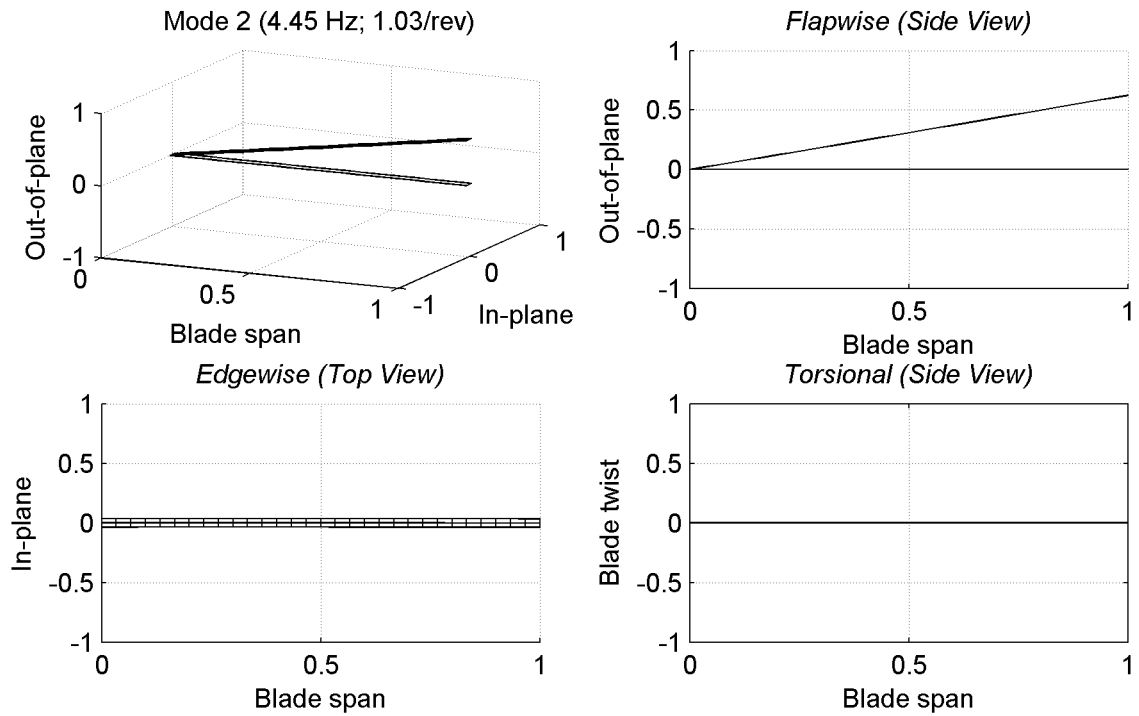 Mode 2 (4.45 Hz; 1.03/rev)
1
0
-1
Out-of-plane
0
0.5
1
Blade span
-1
0
1
In-plane
Flapwise (Side View)
1
0.5
0
-0.5
-1
Out-of-plane
0
0.5
1
Blade span
Edgewise (Top View)
1
0.5
0
-0.5
-1
In-plane
0
0.5
1
Blade span
Torsional (Side View)
1
0.5
0
-0.5
-1
Blade twist
0
0.5
1
Blade span